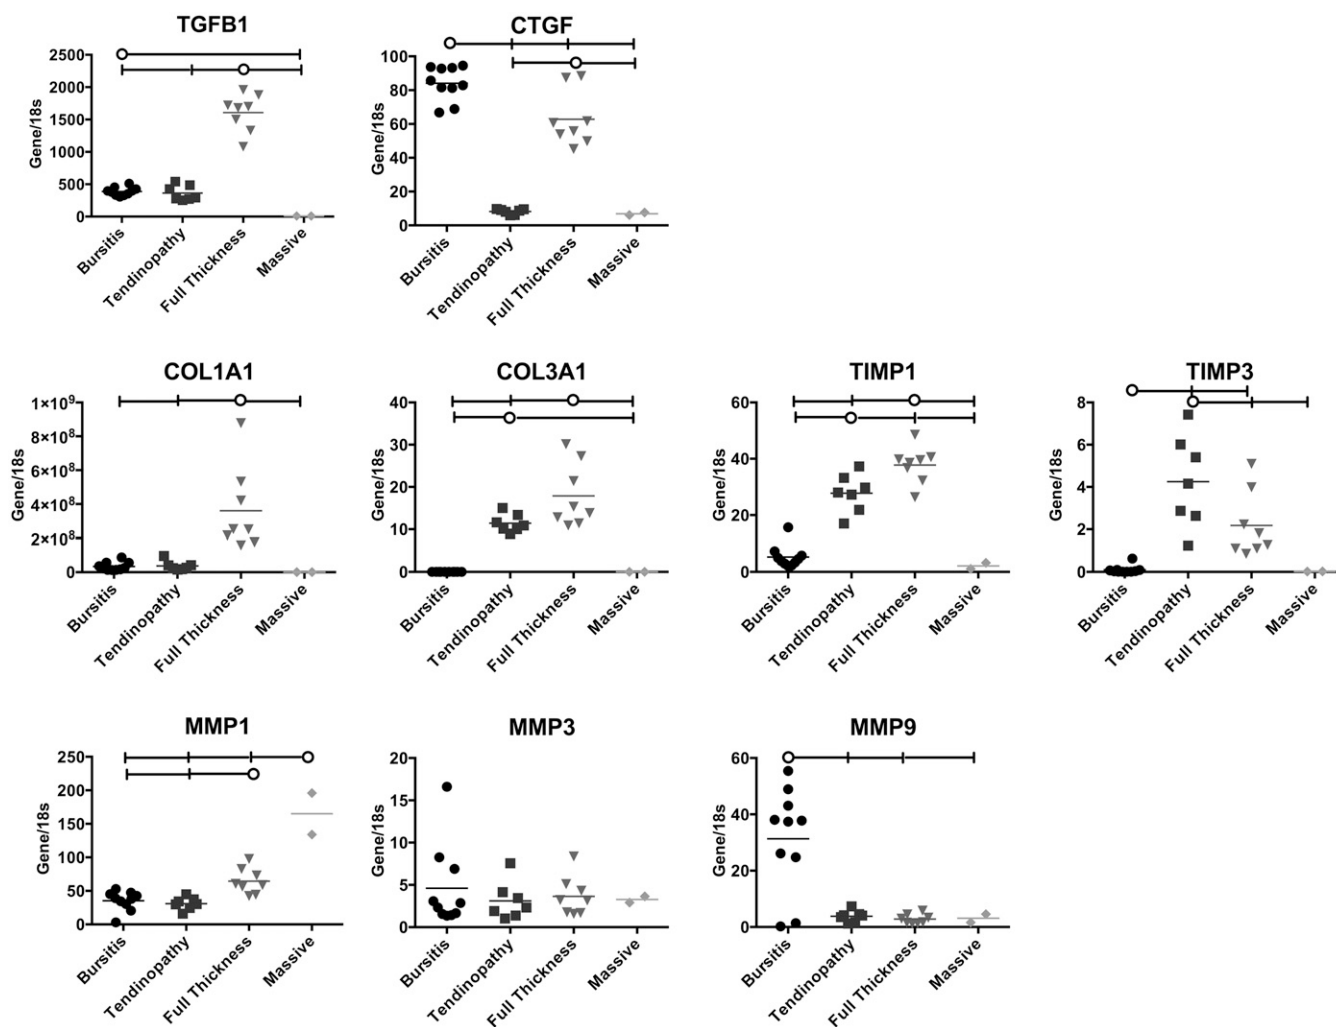 TGFB1
Gene/18s
2500
2000
1500
1000
500
0
Bursitis
Tendinopathy
Full Thickness
Massive
CTGF
Gene/18s
100
80
60
40
20
0
Bursitis
Tendinopathy
Full Thickness
Massive
COL1A1
Gene/18s
1×10⁹
8×10⁸
6×10⁸
4×10⁸
2×10⁸
0
Bursitis
Tendinopathy
Full Thickness
Massive
COL3A1
Gene/18s
40
30
20
10
0
Bursitis
Tendinopathy
Full Thickness
Massive
TIMP1
Gene/18s
60
40
20
0
Bursitis
Tendinopathy
Full Thickness
Massive
TIMP3
Gene/18s
8
6
4
2
0
Bursitis
Tendinopathy
Full Thickness
Massive
MMP1
Gene/18s
250
200
150
100
50
0
Bursitis
Tendinopathy
Full Thickness
Massive
MMP3
Gene/18s
20
15
10
5
0
Bursitis
Tendinopathy
Full Thickness
Massive
MMP9
Gene/18s
60
40
20
0
Bursitis
Tendinopathy
Full Thickness
Massive